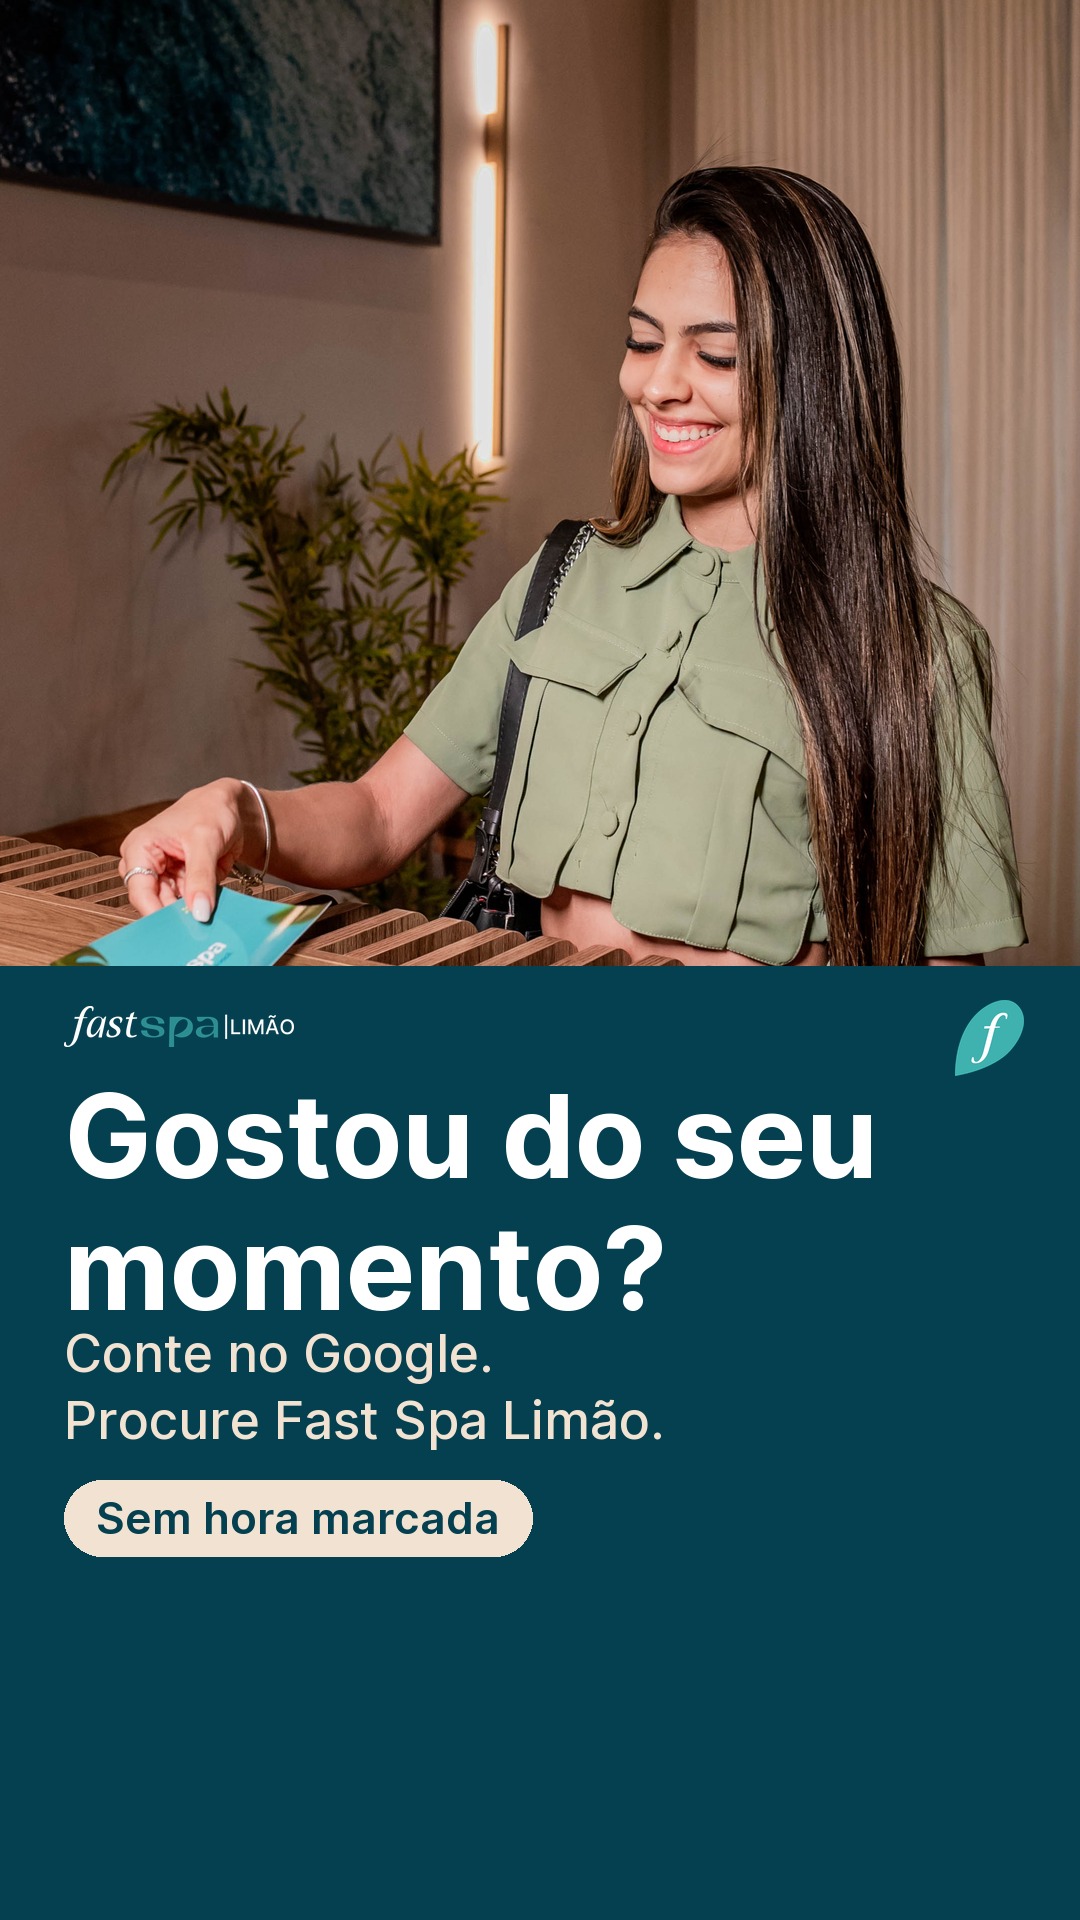 fastspa|LIMÃO
f
Gostou do seu
momento?
Conte no Google.
Procure Fast Spa Limão.
Sem hora marcada